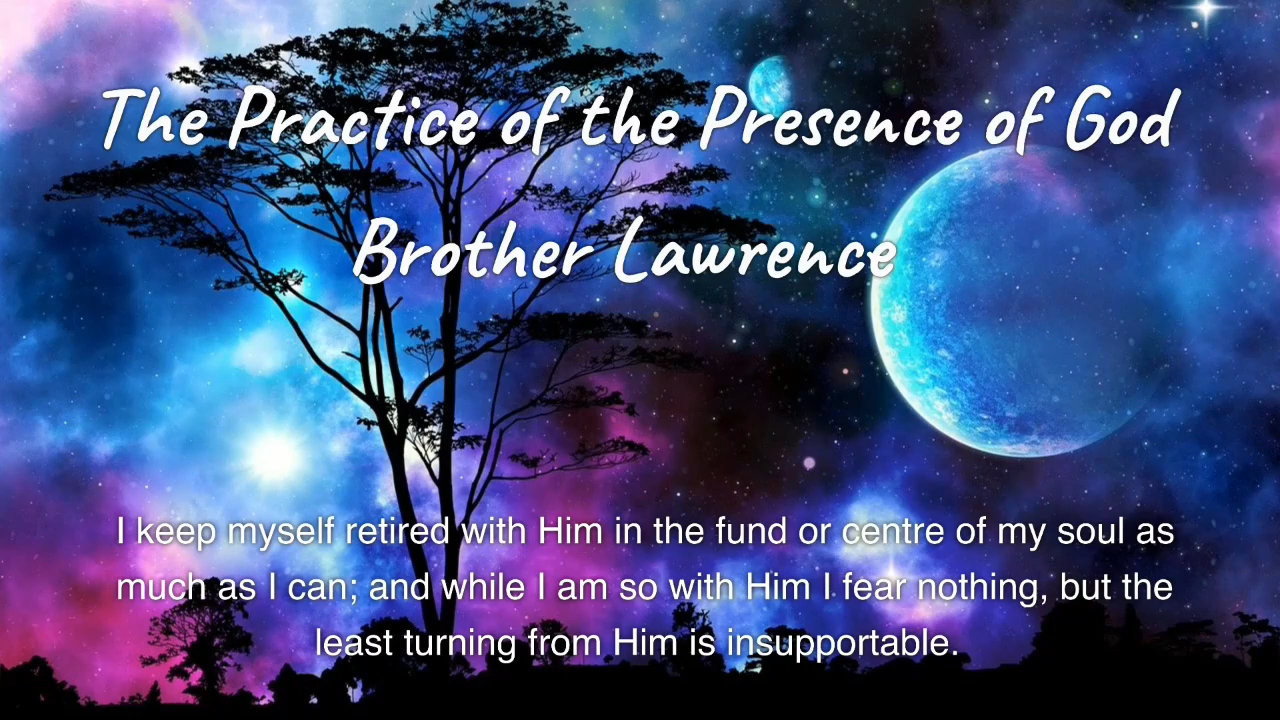 The Practice of the Presence of God
Brother Lawrence
I keep myself retired with Him in the fund or centre of my soul as
much as I can; and while I am so with Him I fear nothing, but the
least turning from Him is insupportable.